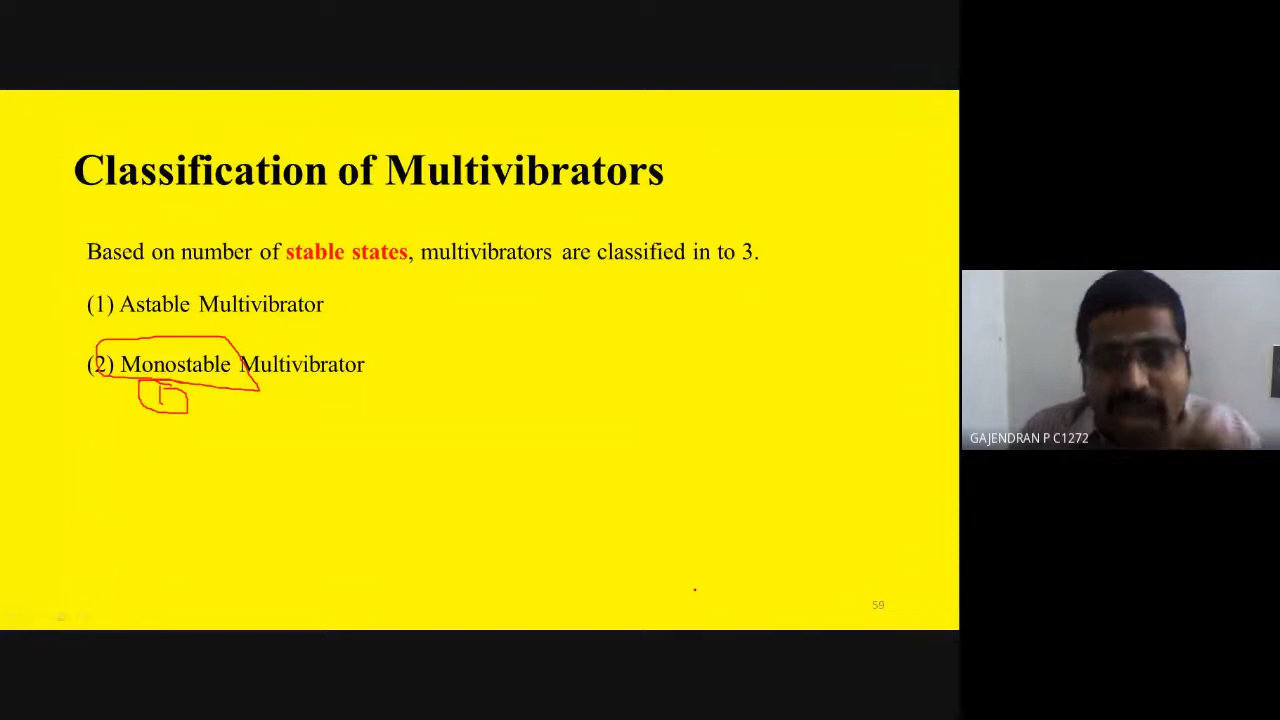 Classification of Multivibrators
Based on number of stable states, multivibrators are classified in to 3.
(1) Astable Multivibrator
(2) Monostable Multivibrator
GAJENDRAN P C1272
59